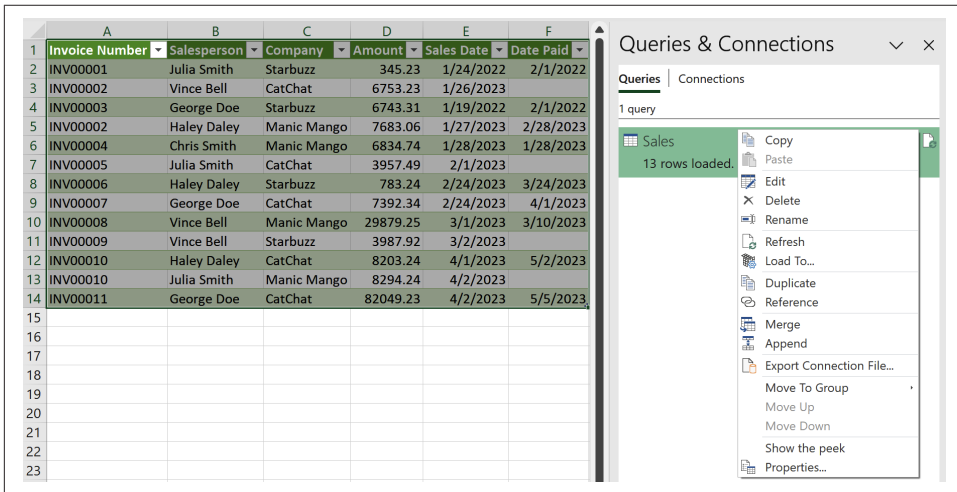 A B C D E F
1 Invoice Number Salesperson Company Amount Sales Date Date Paid
2 INV00001 Julia Smith Starbuzz 345.23 1/24/2022 2/1/2022
3 INV00002 Vince Bell CatChat 6753.23 1/26/2023
4 INV00003 George Doe Starbuzz 6743.31 1/19/2022 2/1/2022
5 INV00002 Haley Daley Manic Mango 7683.06 1/27/2023 2/28/2023
6 INV00004 Chris Smith Manic Mango 6834.74 1/28/2023 1/28/2023
7 INV00005 Julia Smith CatChat 3957.49 2/1/2023
8 INV00006 Haley Daley Starbuzz 783.24 2/24/2023 3/24/2023
9 INV00007 George Doe CatChat 7392.34 2/24/2023 4/1/2023
10 INV00008 Vince Bell Manic Mango 29879.25 3/1/2023 3/10/2023
11 INV00009 Vince Bell Starbuzz 3987.92 3/2/2023
12 INV00010 Haley Daley CatChat 8203.24 4/1/2023 5/2/2023
13 INV00010 Julia Smith Manic Mango 8294.24 4/2/2023
14 INV00011 George Doe CatChat 82049.23 4/2/2023 5/5/2023
15
16
17
18
19
20
21
22
23
Queries & Connections
Queries Connections
1 query
Sales
13 rows loaded.
Copy
Paste
Edit
Delete
Rename
Refresh
Load To...
Duplicate
Reference
Merge
Append
Export Connection File...
Move To Group
Move Up
Move Down
Show the peek
Properties...